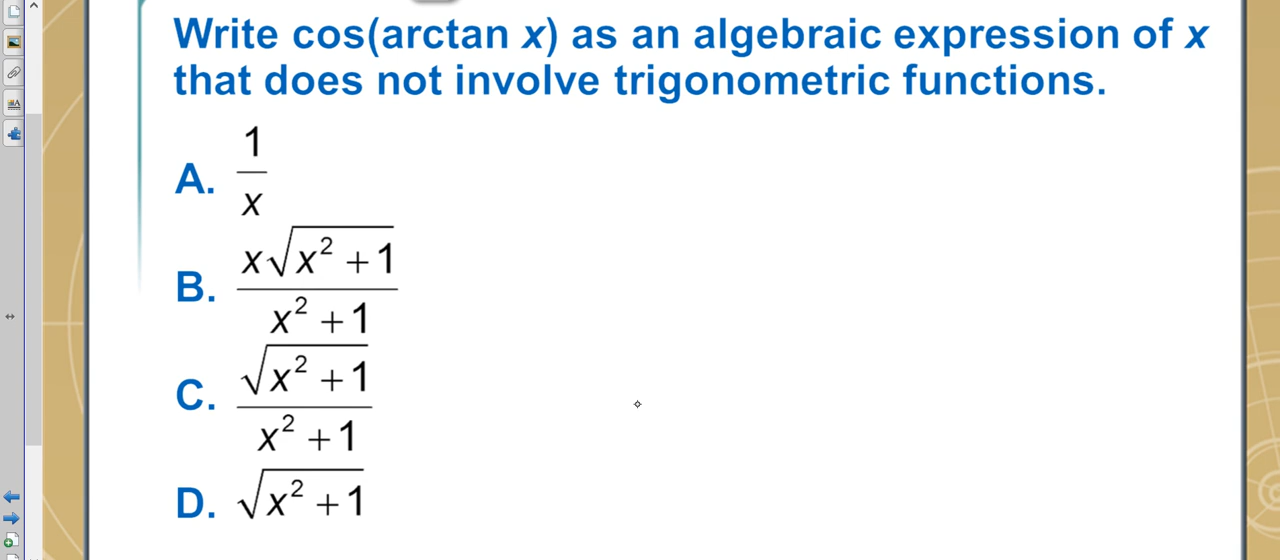 Write cos(arctan x) as an algebraic expression of x
that does not involve trigonometric functions.
A. 1/x
B. x√(x² + 1) / (x² + 1)
C. √(x² + 1) / (x² + 1)
D. √(x² + 1)